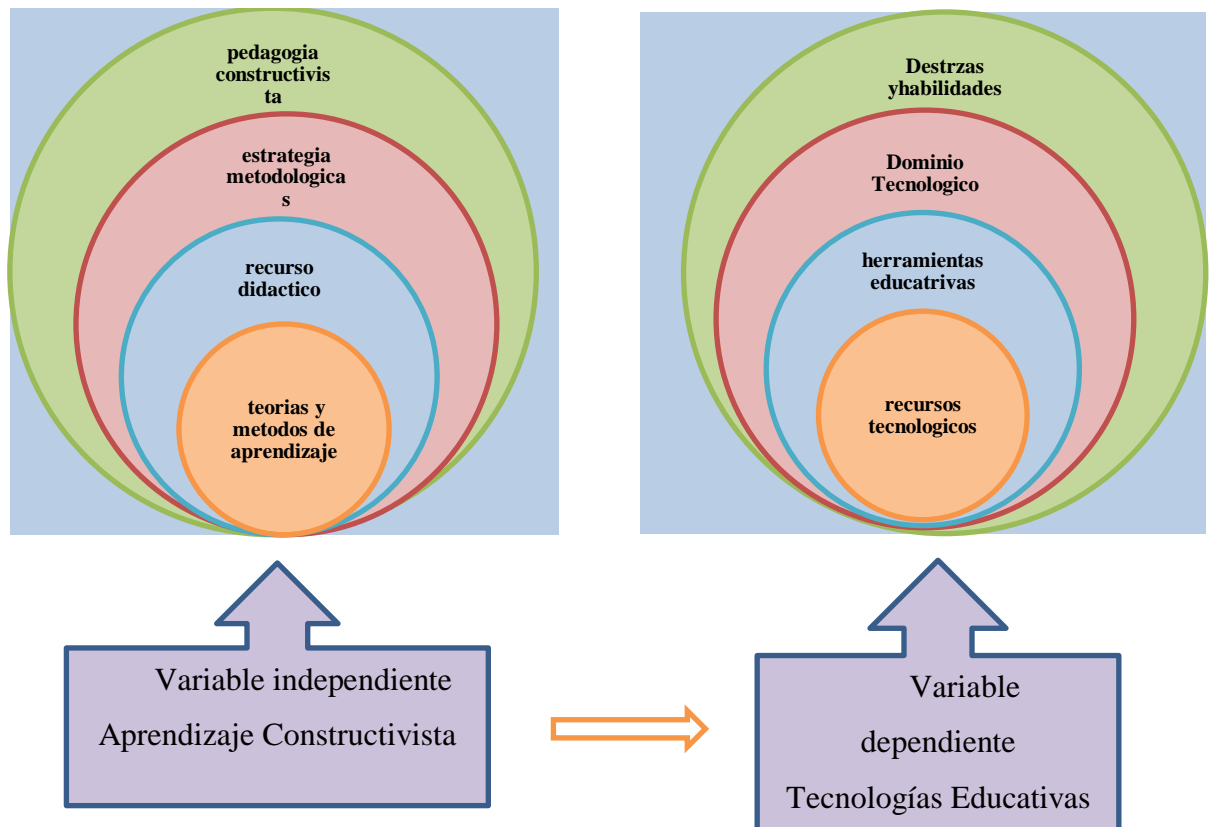 pedagogia
constructivis
ta
estrategia
metodologica
s
recurso
didactico
teorias y
metodos de
aprendizaje
Destrzas
yhabilidades
Dominio
Tecnologico
herramientas
educatrivas
recursos
tecnologicos
Variable independiente
Aprendizaje Constructivista
Variable
dependiente
Tecnologías Educativas